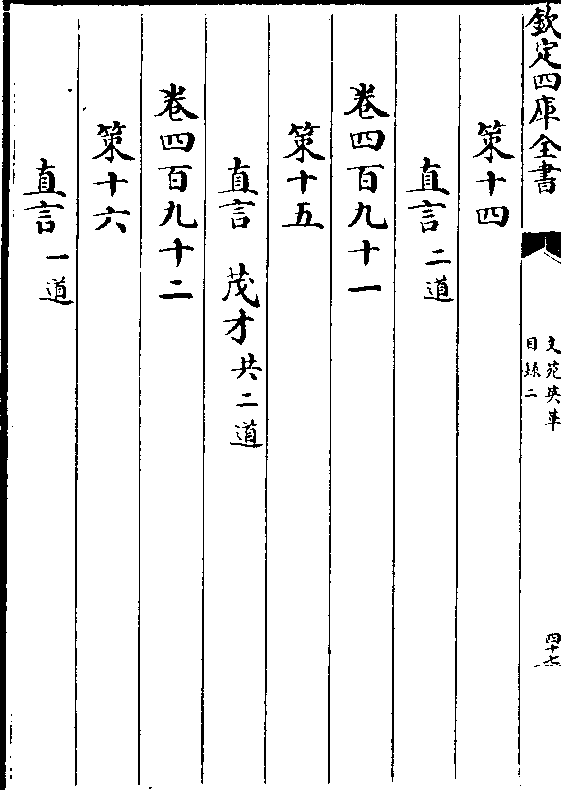 欽定四庫全書
文苑英華
目錄二
四十七
策十四
直言二道
卷四百九十一
策十五
直言 茂才共二道
卷四百九十二
策十六
直言一道